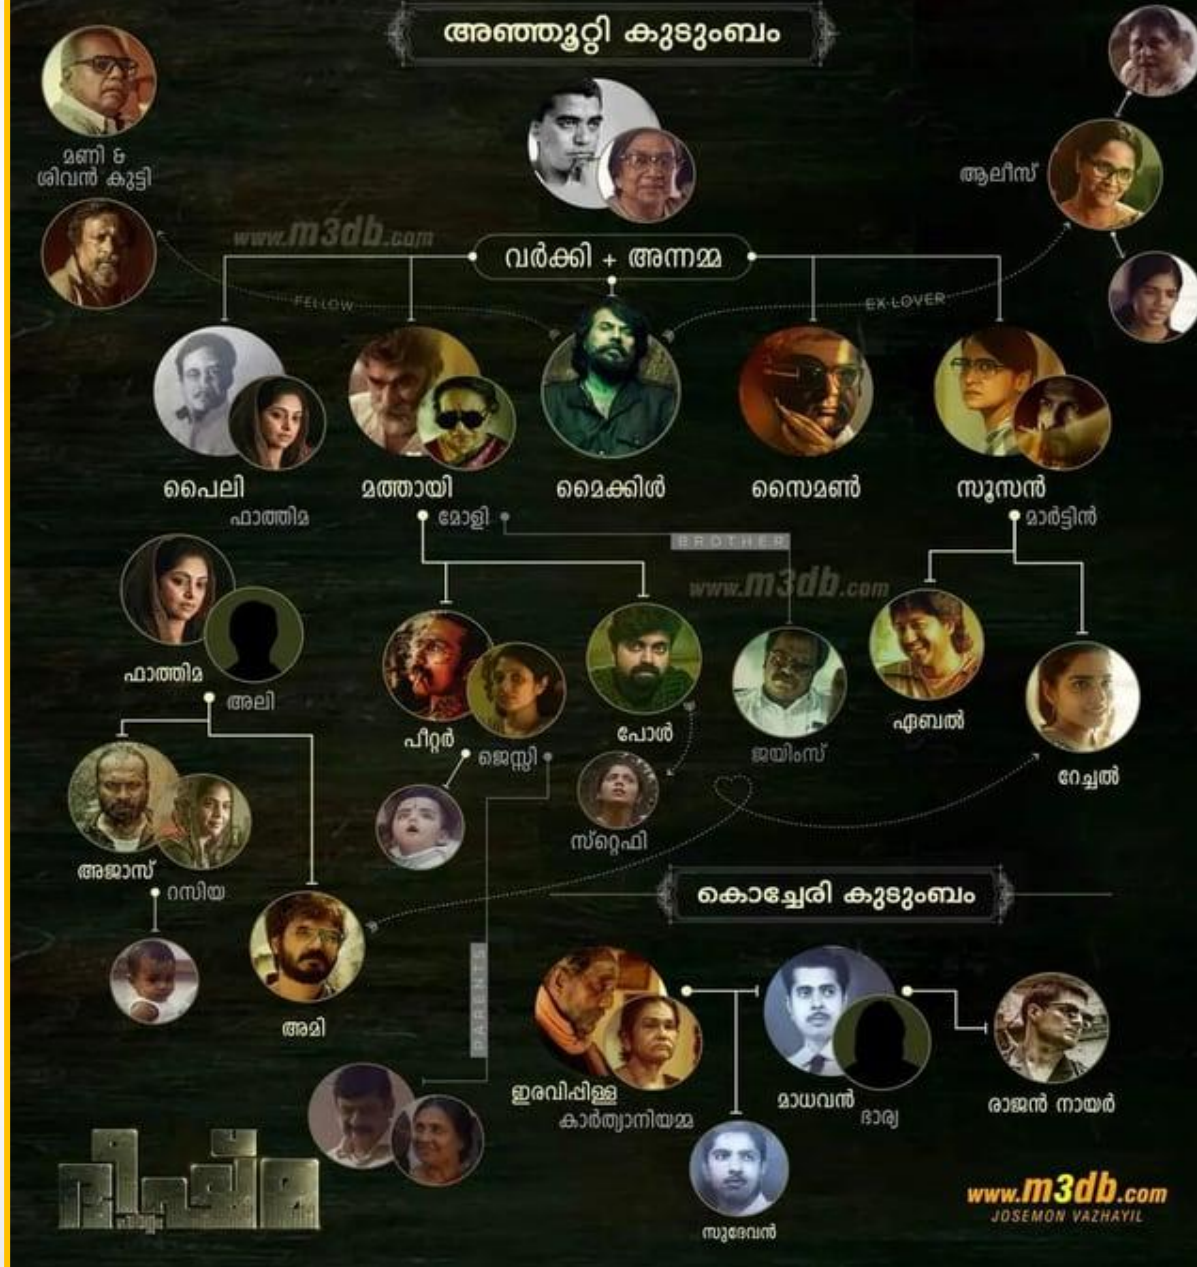 അഞ്ഞൂറ്റി കുടുംബം
മണി &
ശിവൻ കുട്ടി
ആലീസ്
www.m3db.com
വർക്കി + അന്നമ്മ
FELLOW
EX LOVER
പൈലി
ഫാത്തിമ
മത്തായി
മോളി
മൈക്കിൾ
സൈമൺ
സൂസൻ
മാർട്ടിൻ
BROTHER
www.m3db.com
ഫാത്തിമ
അലി
പീറ്റർ
ജെസ്സി
പോൾ
സ്റ്റെഫി
ജയിംസ്
ഏബൽ
റേച്ചൽ
അജാസ്
റസിയ
അമി
PARENTS
കൊച്ചേരി കുടുംബം
ഇരവിപ്പിള്ള
കാർത്യാനിയമ്മ
മാധവൻ
ഭാര്യ
രാജൻ നായർ
സുദേവൻ
www.m3db.com
JOSEMON VAZHAYIL